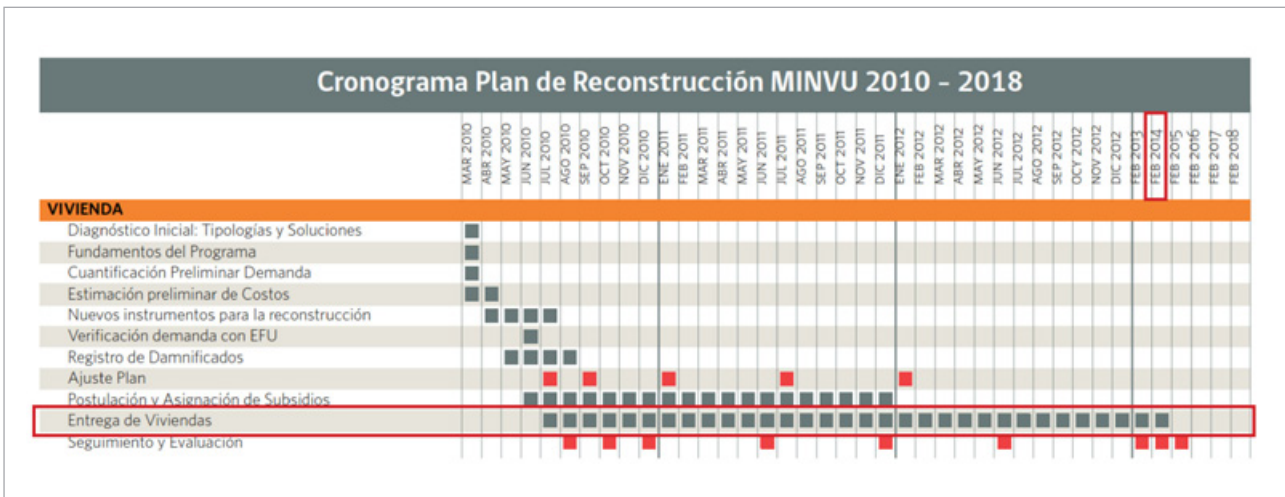 Cronograma Plan de Reconstrucción MINVU 2010 – 2018
MAR 2010
ABR 2010
MAY 2010
JUN 2010
JUL 2010
AGO 2010
SEP 2010
OCT 2010
NOV 2010
DIC 2010
ENE 2011
FEB 2011
MAR 2011
ABR 2011
MAY 2011
JUN 2011
JUL 2011
AGO 2011
SEP 2011
OCT 2011
NOV 2011
DIC 2011
ENE 2012
FEB 2012
MAR 2012
ABR 2012
MAY 2012
JUN 2012
JUL 2012
AGO 2012
SEP 2012
OCY 2012
NOV 2012
DIC 2012
FEB 2013
FEB 2014
FEB 2015
FEB 2016
FEB 2017
FEB 2018
VIVIENDA
Diagnóstico Inicial: Tipologías y Soluciones
Fundamentos del Programa
Cuantificación Preliminar Demanda
Estimación preliminar de Costos
Nuevos instrumentos para la reconstrucción
Verificación demanda con EFU
Registro de Damnificados
Ajuste Plan
Postulación y Asignación de Subsidios
Entrega de Viviendas
Seguimiento y Evaluación